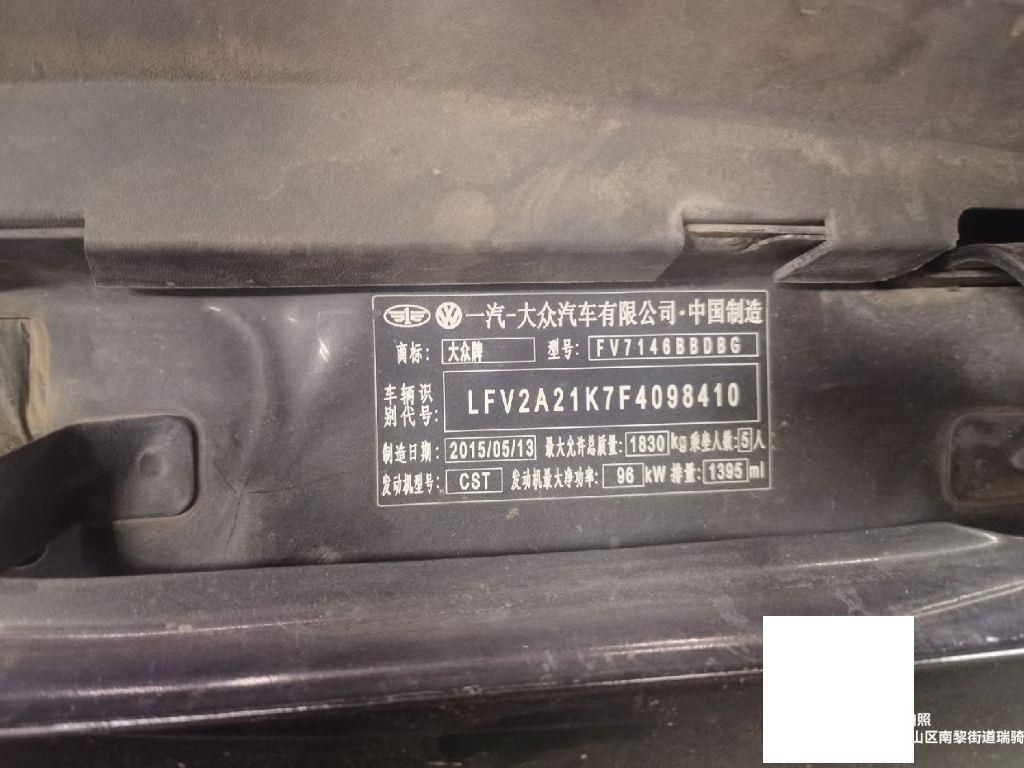 一汽-大众汽车有限公司·中国制造
商标: 大众牌 型号: FV7146BBDBG
车辆识别代号: LFV2A21K7F4098410
制造日期: 2015/05/13 最大允许总质量: 1830 kg 乘坐人数: 5 人
发动机型号: CST 发动机最大净功率: 96 kW 排量: 1395 ml
拍照
山区南黎街道瑞骑